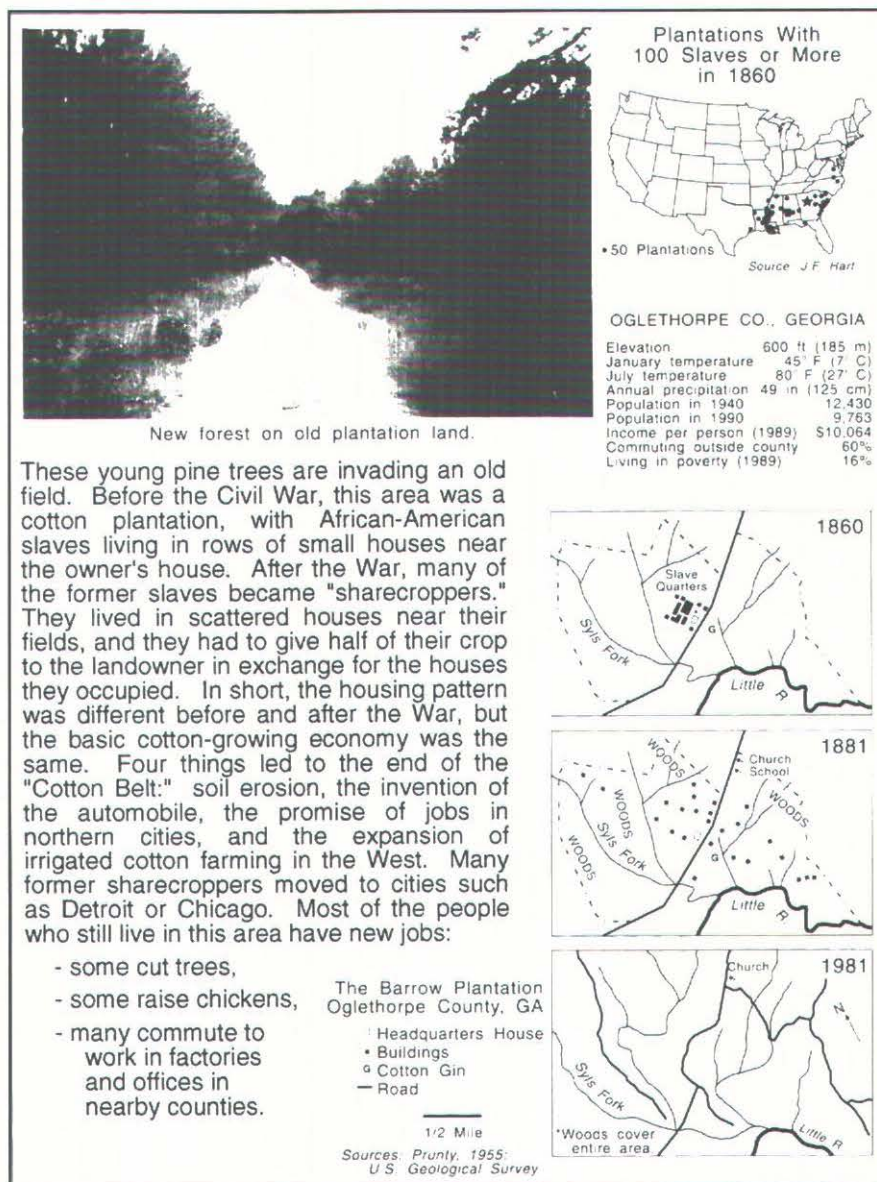 Plantations With
100 Slaves or More
in 1860
• 50 Plantations
Source J.F. Hart
OGLETHORPE CO., GEORGIA
Elevation 600 ft (185 m)
January temperature 45° F (7° C)
July temperature 80° F (27° C)
Annual precipitation 49 in (125 cm)
Population in 1940 12,430
Population in 1990 9,763
Income per person (1989) $10,064
Commuting outside county 60%
Living in poverty (1989) 16%
New forest on old plantation land.
These young pine trees are invading an old
field. Before the Civil War, this area was a
cotton plantation, with African-American
slaves living in rows of small houses near
the owner's house. After the War, many of
the former slaves became "sharecroppers."
They lived in scattered houses near their
fields, and they had to give half of their crop
to the landowner in exchange for the houses
they occupied. In short, the housing pattern
was different before and after the War, but
the basic cotton-growing economy was the
same. Four things led to the end of the
"Cotton Belt:" soil erosion, the invention of
the automobile, the promise of jobs in
northern cities, and the expansion of
irrigated cotton farming in the West. Many
former sharecroppers moved to cities such
as Detroit or Chicago. Most of the people
who still live in this area have new jobs:
- some cut trees,
- some raise chickens,
- many commute to
work in factories
and offices in
nearby counties.
The Barrow Plantation
Oglethorpe County, GA
Headquarters House
• Buildings
G Cotton Gin
Road
1/2 Mile
Sources: Prunty, 1955;
U.S. Geological Survey
1860
Slave
Quarters
G
Syls Fork
Little R
1881
WOODS
Church
School
WOODS
WOODS
WOODS
Syls Fork
G
Little R
1981
Church
N
Syls Fork
Little R
*Woods cover
entire area